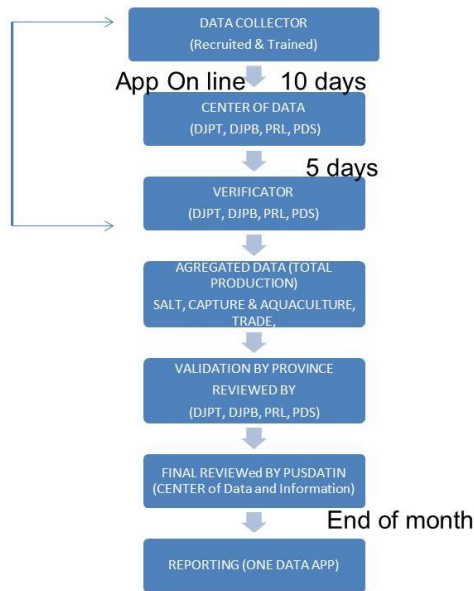 DATA COLLECTOR
(Recruited & Trained)
App On line 10 days
CENTER OF DATA
(DJPT, DJPB, PRL, PDS)
5 days
VERIFICATOR
(DJPT, DJPB, PRL, PDS)
AGREGATED DATA (TOTAL
PRODUCTION)
SALT, CAPTURE & AQUACULTURE,
TRADE,
VALIDATION BY PROVINCE
REVIEWED BY
(DJPT, DJPB, PRL, PDS)
FINAL REVIEWed BY PUSDATIN
(CENTER of Data and Information)
End of month
REPORTING (ONE DATA APP)